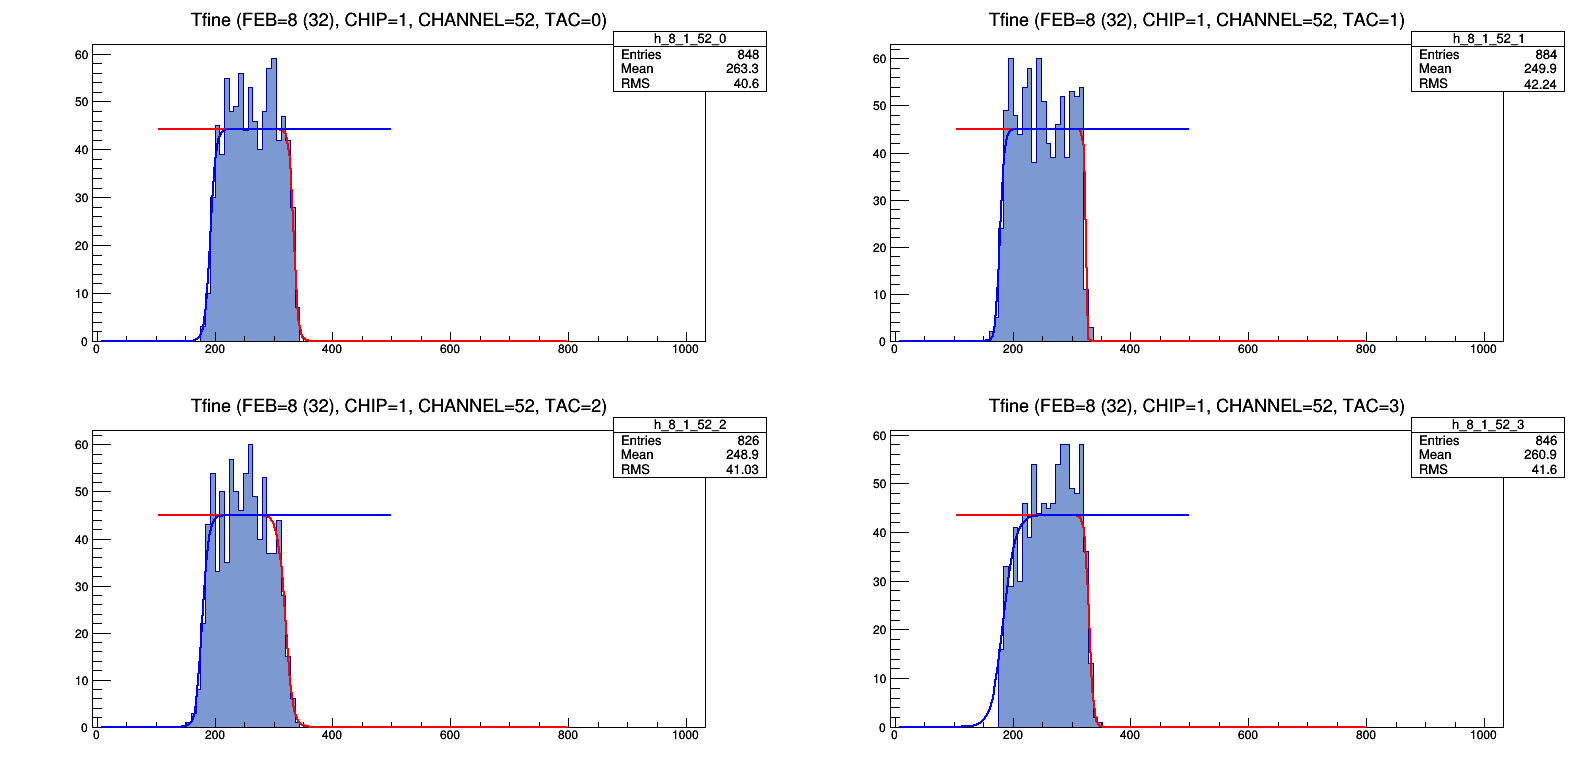 Tfine (FEB=8 (32), CHIP=1, CHANNEL=52, TAC=0)
h_8_1_52_0
Entries 848
Mean 263.3
RMS 40.6
60
50
40
30
20
10
0
0 200 400 600 800 1000
Tfine (FEB=8 (32), CHIP=1, CHANNEL=52, TAC=1)
h_8_1_52_1
Entries 884
Mean 249.9
RMS 42.24
60
50
40
30
20
10
0
0 200 400 600 800 1000
Tfine (FEB=8 (32), CHIP=1, CHANNEL=52, TAC=2)
h_8_1_52_2
Entries 826
Mean 248.9
RMS 41.03
60
50
40
30
20
10
0
0 200 400 600 800 1000
Tfine (FEB=8 (32), CHIP=1, CHANNEL=52, TAC=3)
h_8_1_52_3
Entries 846
Mean 260.9
RMS 41.6
60
50
40
30
20
10
0
0 200 400 600 800 1000